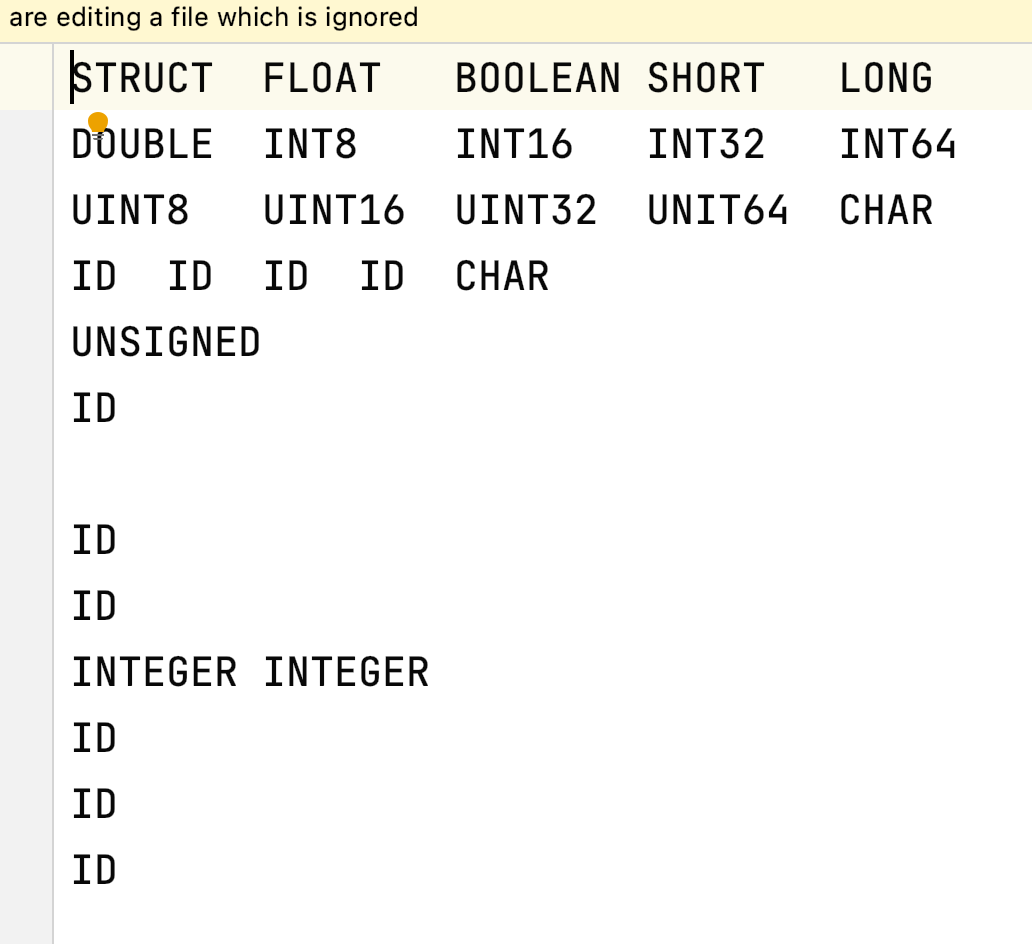 are editing a file which is ignored
STRUCT FLOAT BOOLEAN SHORT LONG
DOUBLE INT8 INT16 INT32 INT64
UINT8 UINT16 UINT32 UNIT64 CHAR
ID ID ID ID CHAR
UNSIGNED
ID
ID
ID
INTEGER INTEGER
ID
ID
ID